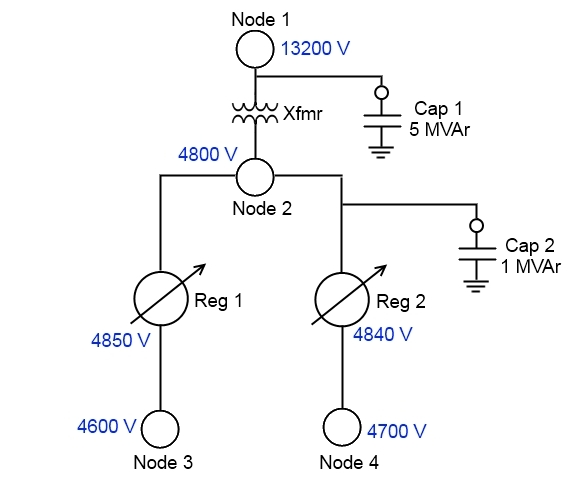 Node 1
13200 V
Xfmr
Cap 1
5 MVAr
4800 V
Node 2
Cap 2
1 MVAr
Reg 1
Reg 2
4850 V
4840 V
4600 V
4700 V
Node 3
Node 4